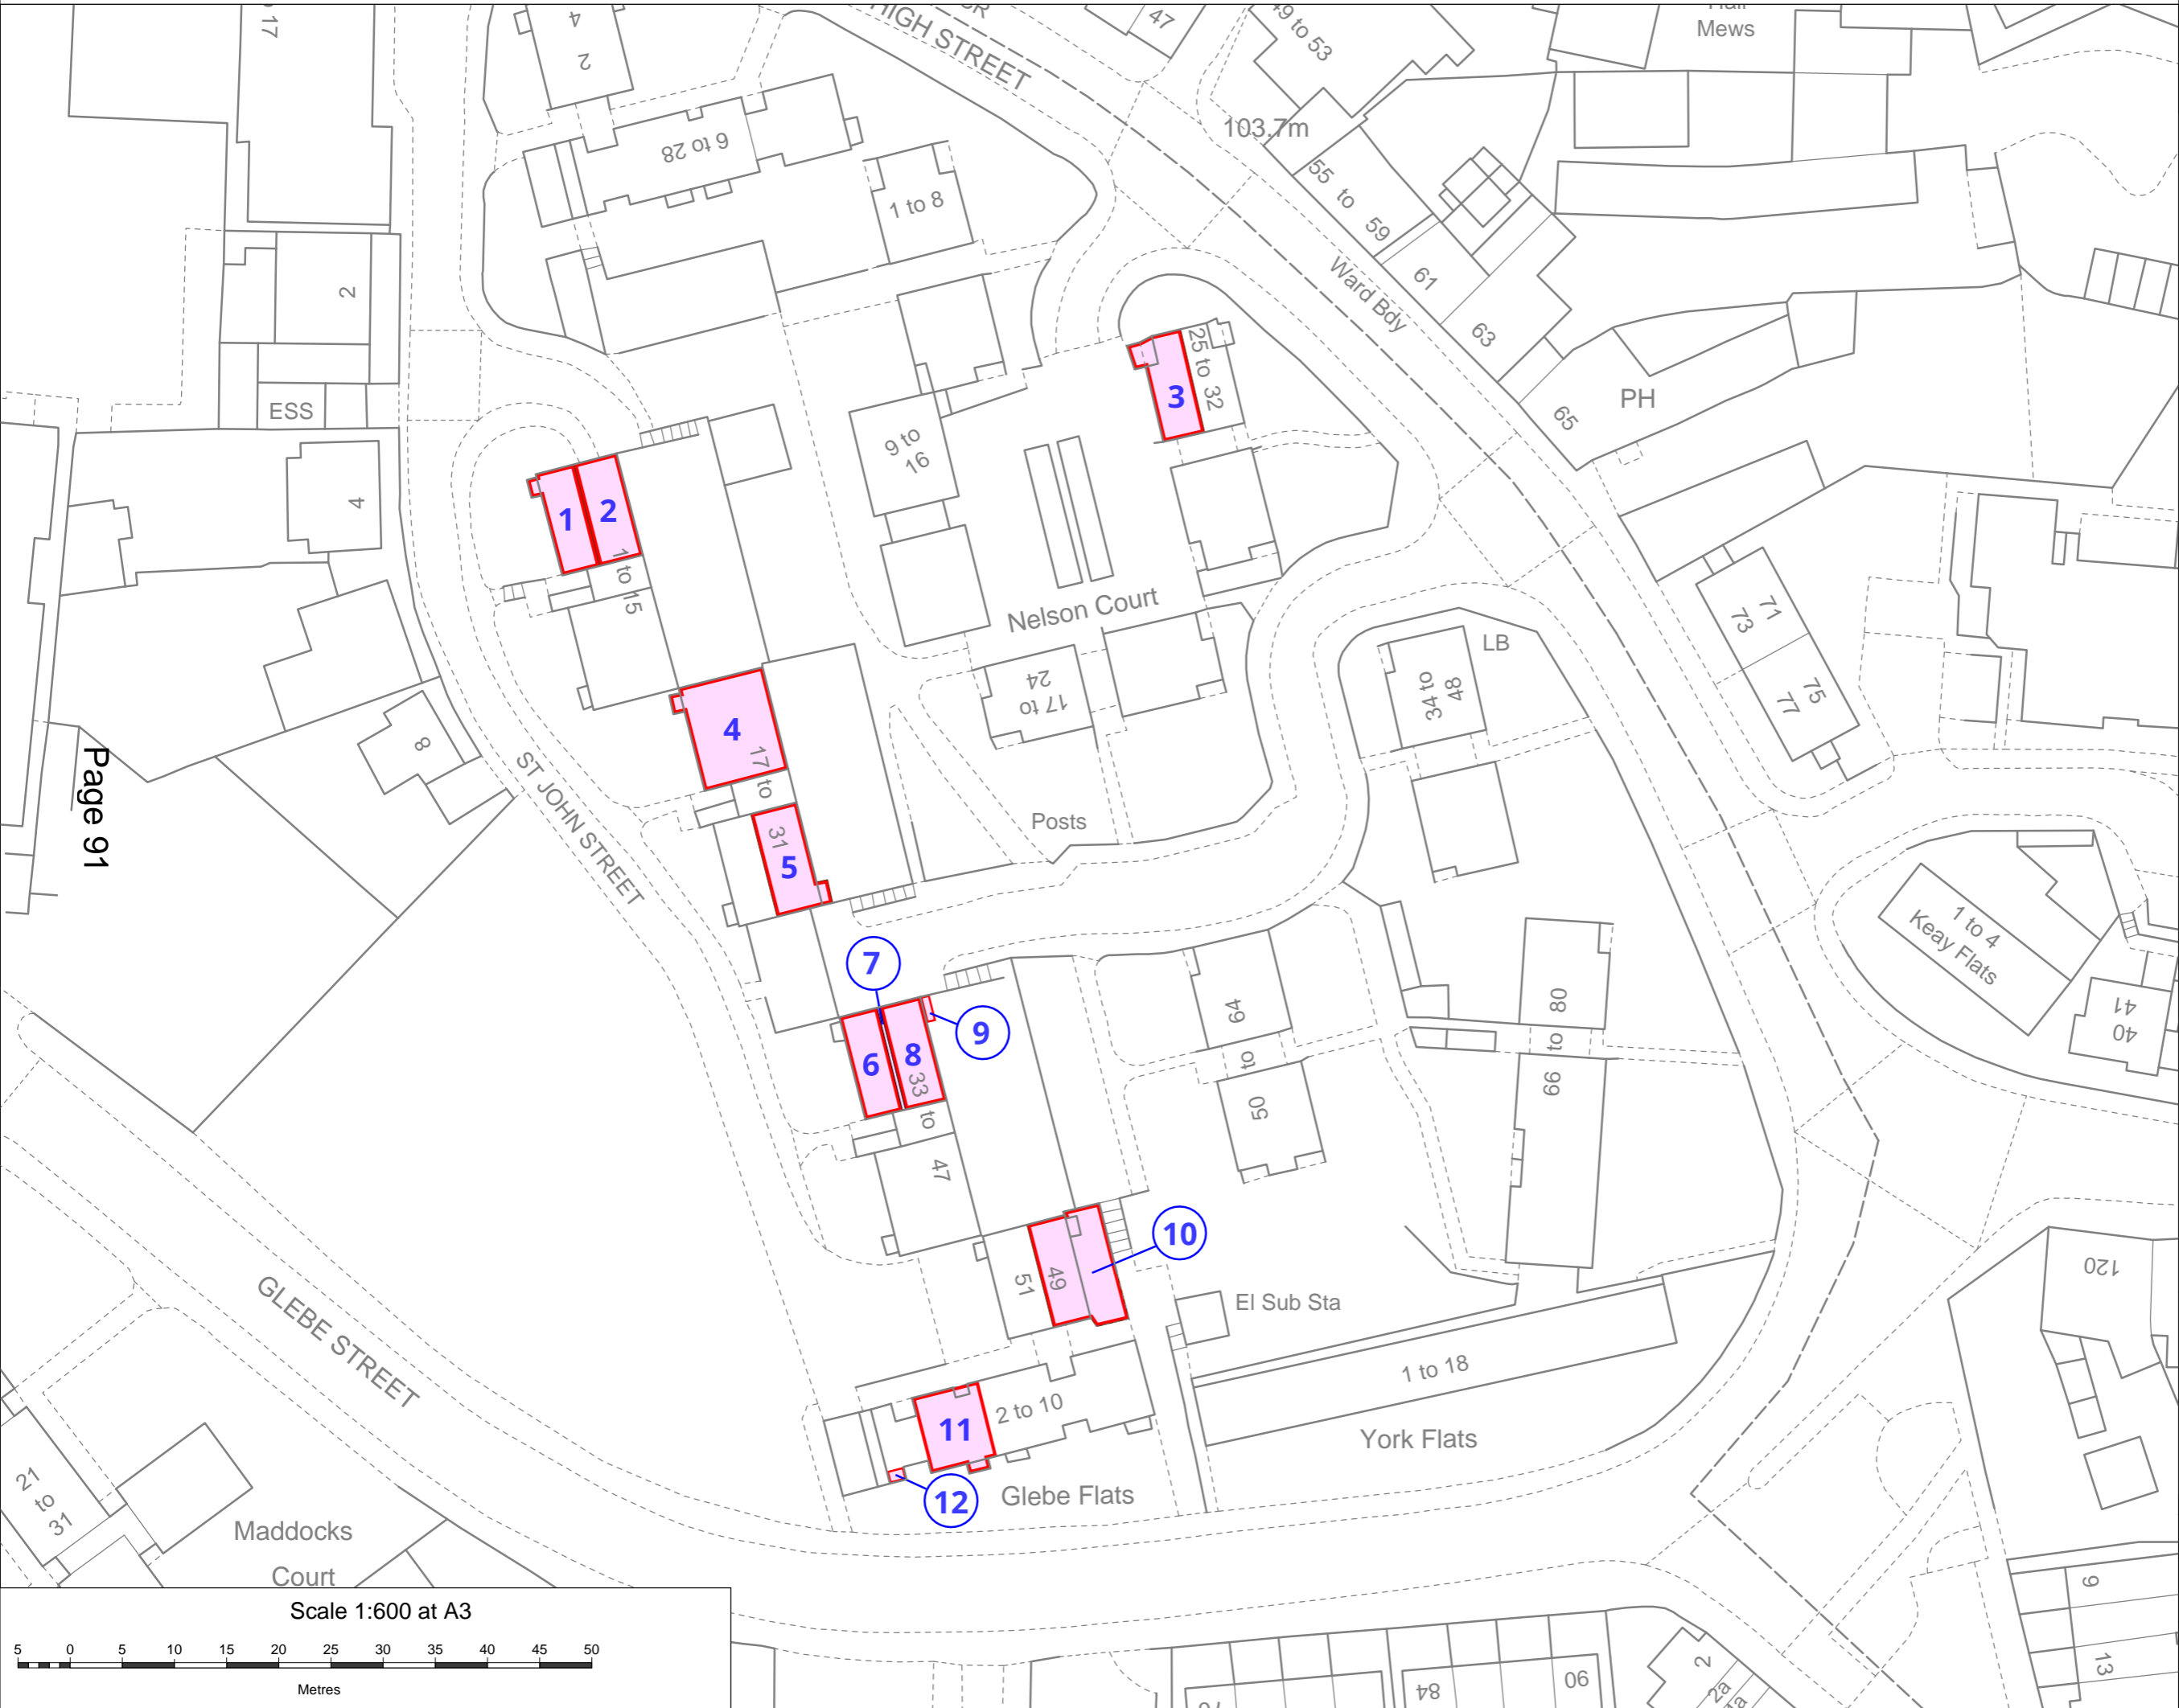 17
4
2
HIGH STREET
47
49 to 53
Mews
6 to 28
103.7m
1 to 8
55 to 59
2
61
Ward Bdy
63
25 to 32
3
PH
65
ESS
9 to
16
4
1
2
1 to 15
Nelson Court
71
73
75
77
LB
34 to
48
17 to
24
8
4
17 to
31
5
Page 91
ST JOHN STREET
Posts
1 to 4
Keay Flats
7
9
6
8
33 to 47
64 to 50
66 to 80
41
40
10
49
51
El Sub Sta
120
GLEBE STREET
1 to 18
York Flats
11
2 to 10
12
Glebe Flats
21
to
31
Maddocks
Court
9
13
2
2a
84
90
Scale 1:600 at A3
5 0 5 10 15 20 25 30 35 40 45 50
Metres